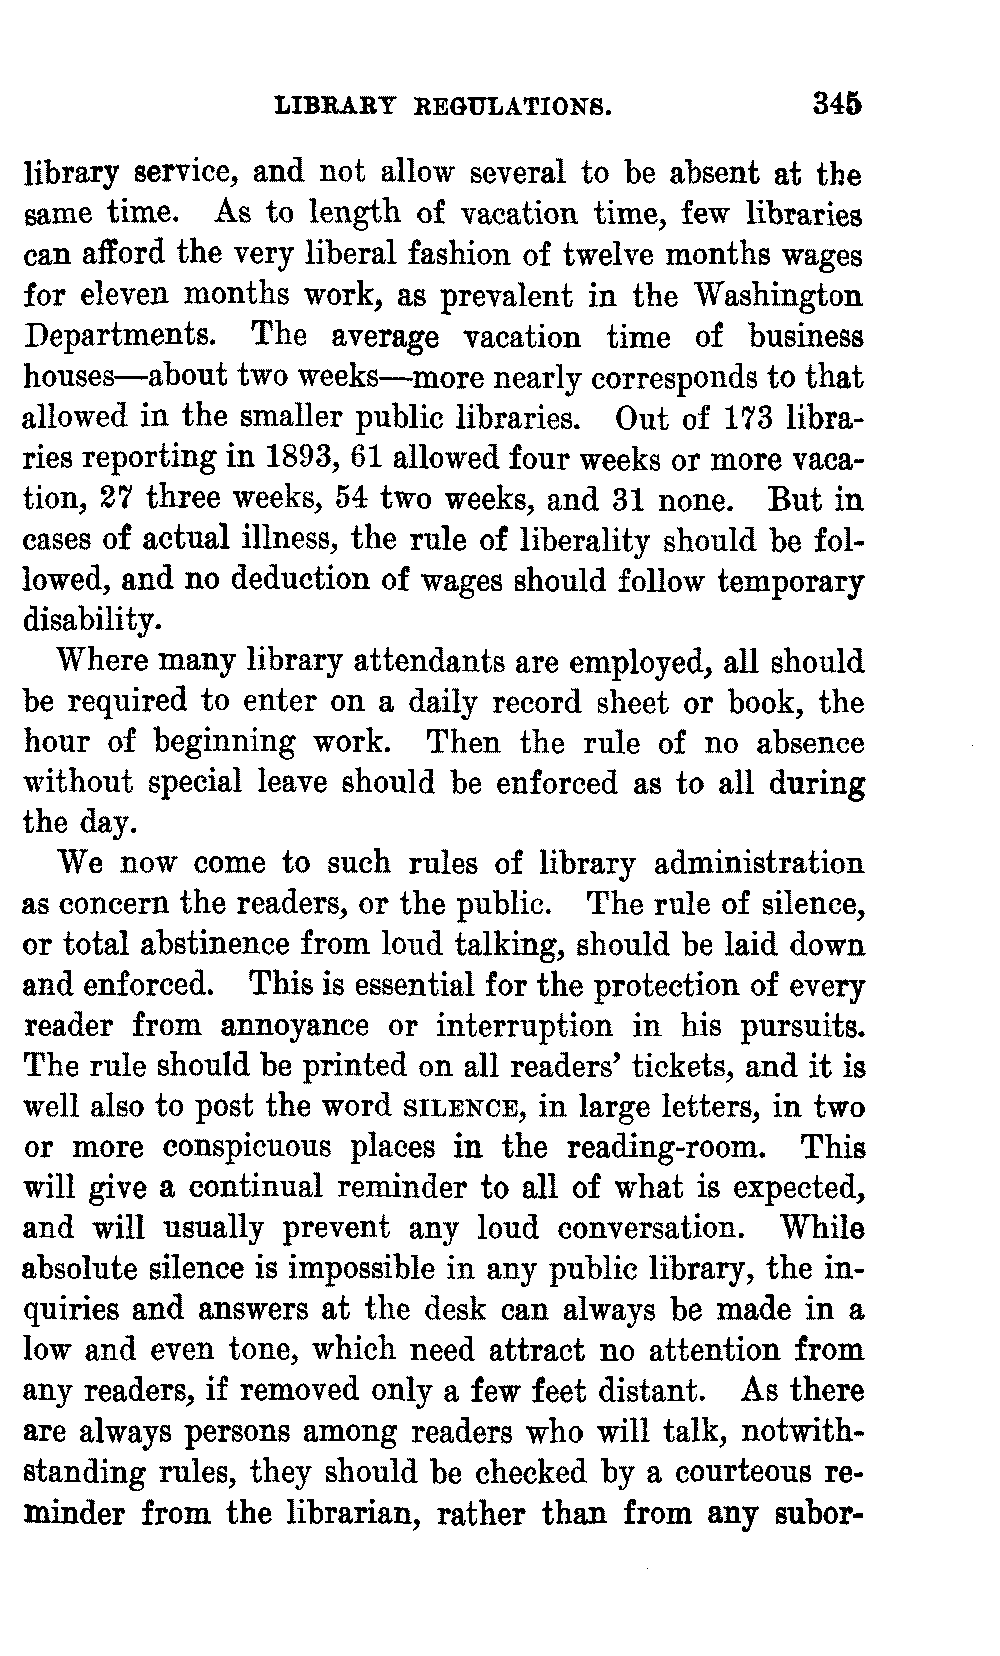 LIBRARY REGULATIONS. 345
library service, and not allow several to be absent at the
same time. As to length of vacation time, few libraries
can afford the very liberal fashion of twelve months wages
for eleven months work, as prevalent in the Washington
Departments. The average vacation time of business
houses—about two weeks—more nearly corresponds to that
allowed in the smaller public libraries. Out of 173 libra-
ries reporting in 1893, 61 allowed four weeks or more vaca-
tion, 27 three weeks, 54 two weeks, and 31 none. But in
cases of actual illness, the rule of liberality should be fol-
lowed, and no deduction of wages should follow temporary
disability.
Where many library attendants are employed, all should
be required to enter on a daily record sheet or book, the
hour of beginning work. Then the rule of no absence
without special leave should be enforced as to all during
the day.
We now come to such rules of library administration
as concern the readers, or the public. The rule of silence,
or total abstinence from loud talking, should be laid down
and enforced. This is essential for the protection of every
reader from annoyance or interruption in his pursuits.
The rule should be printed on all readers’ tickets, and it is
well also to post the word SILENCE, in large letters, in two
or more conspicuous places in the reading-room. This
will give a continual reminder to all of what is expected,
and will usually prevent any loud conversation. While
absolute silence is impossible in any public library, the in-
quiries and answers at the desk can always be made in a
low and even tone, which need attract no attention from
any readers, if removed only a few feet distant. As there
are always persons among readers who will talk, notwith-
standing rules, they should be checked by a courteous re-
minder from the librarian, rather than from any subor-